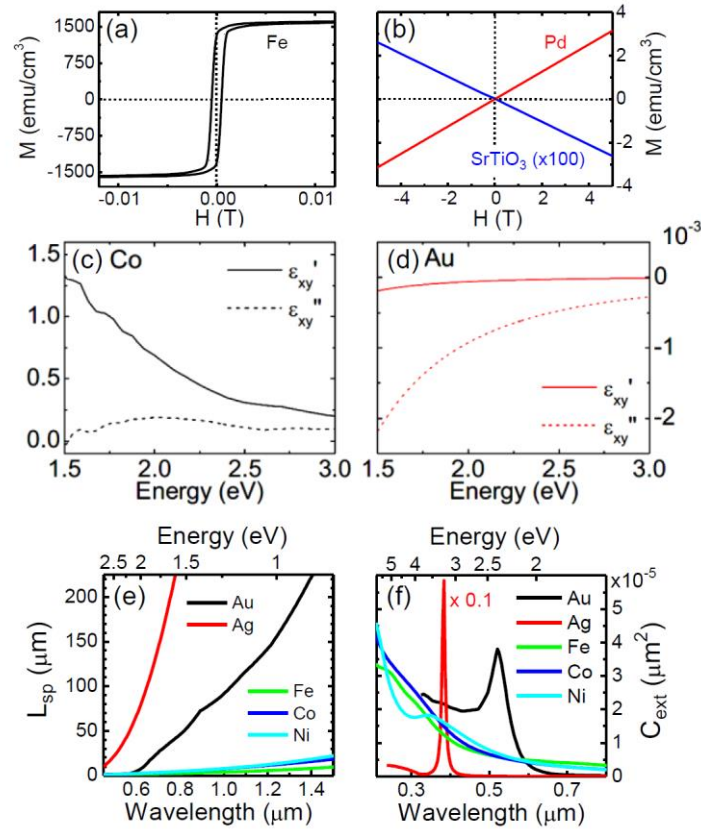 (a)
Fe
M (emu/cm³)
1500
750
0
-750
-1500
-0.01
0.00
0.01
H (T)
(b)
Pd
SrTiO₃ (x100)
4
2
0
-2
-4
M (emu/cm³)
-4
-2
0
2
4
H (T)
(c) Co
εxy'
εxy"
1.5
1.0
0.5
0.0
1.5
2.0
2.5
3.0
Energy (eV)
(d) Au
10⁻³
0
-1
-2
εxy'
εxy"
1.5
2.0
2.5
3.0
Energy (eV)
Energy (eV)
2.5 2
1.5
1
(e)
Au
Ag
Fe
Co
Ni
Lsp (μm)
200
150
100
50
0
0.6
0.8
1.0
1.2
1.4
Wavelength (μm)
Energy (eV)
5 4
3
2.5
2
(f)
x 0.1
x10⁻⁵
Au
Ag
Fe
Co
Ni
5
4
3
2
1
0
Cext (μm²)
0.3
0.5
0.7
Wavelength (μm)